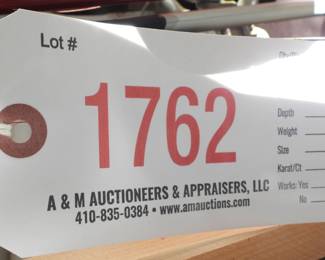 Lot #
1762
Depth
Weight
Size
Karat/Ct
Works: Yes
No
A & M AUCTIONEERS & APPRAISERS, LLC
410-835-0384 • www.amauctions.com